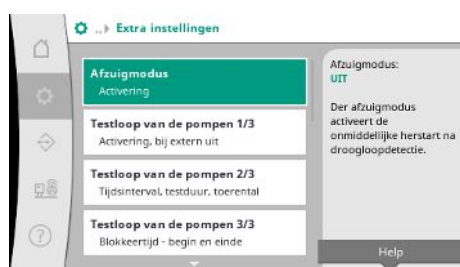 ..▸ Extra instellingen
Afzuigmodus
Activering
Testloop van de pompen 1/3
Activering, bij extern uit
Testloop van de pompen 2/3
Tijdsinterval, testduur, toerental
Testloop van de pompen 3/3
Blokkeertijd - begin en einde
Afzuigmodus:
UIT
Der afzuigmodus
activeert de
onmiddellijke herstart na
droogloopdetectie.
Help
?